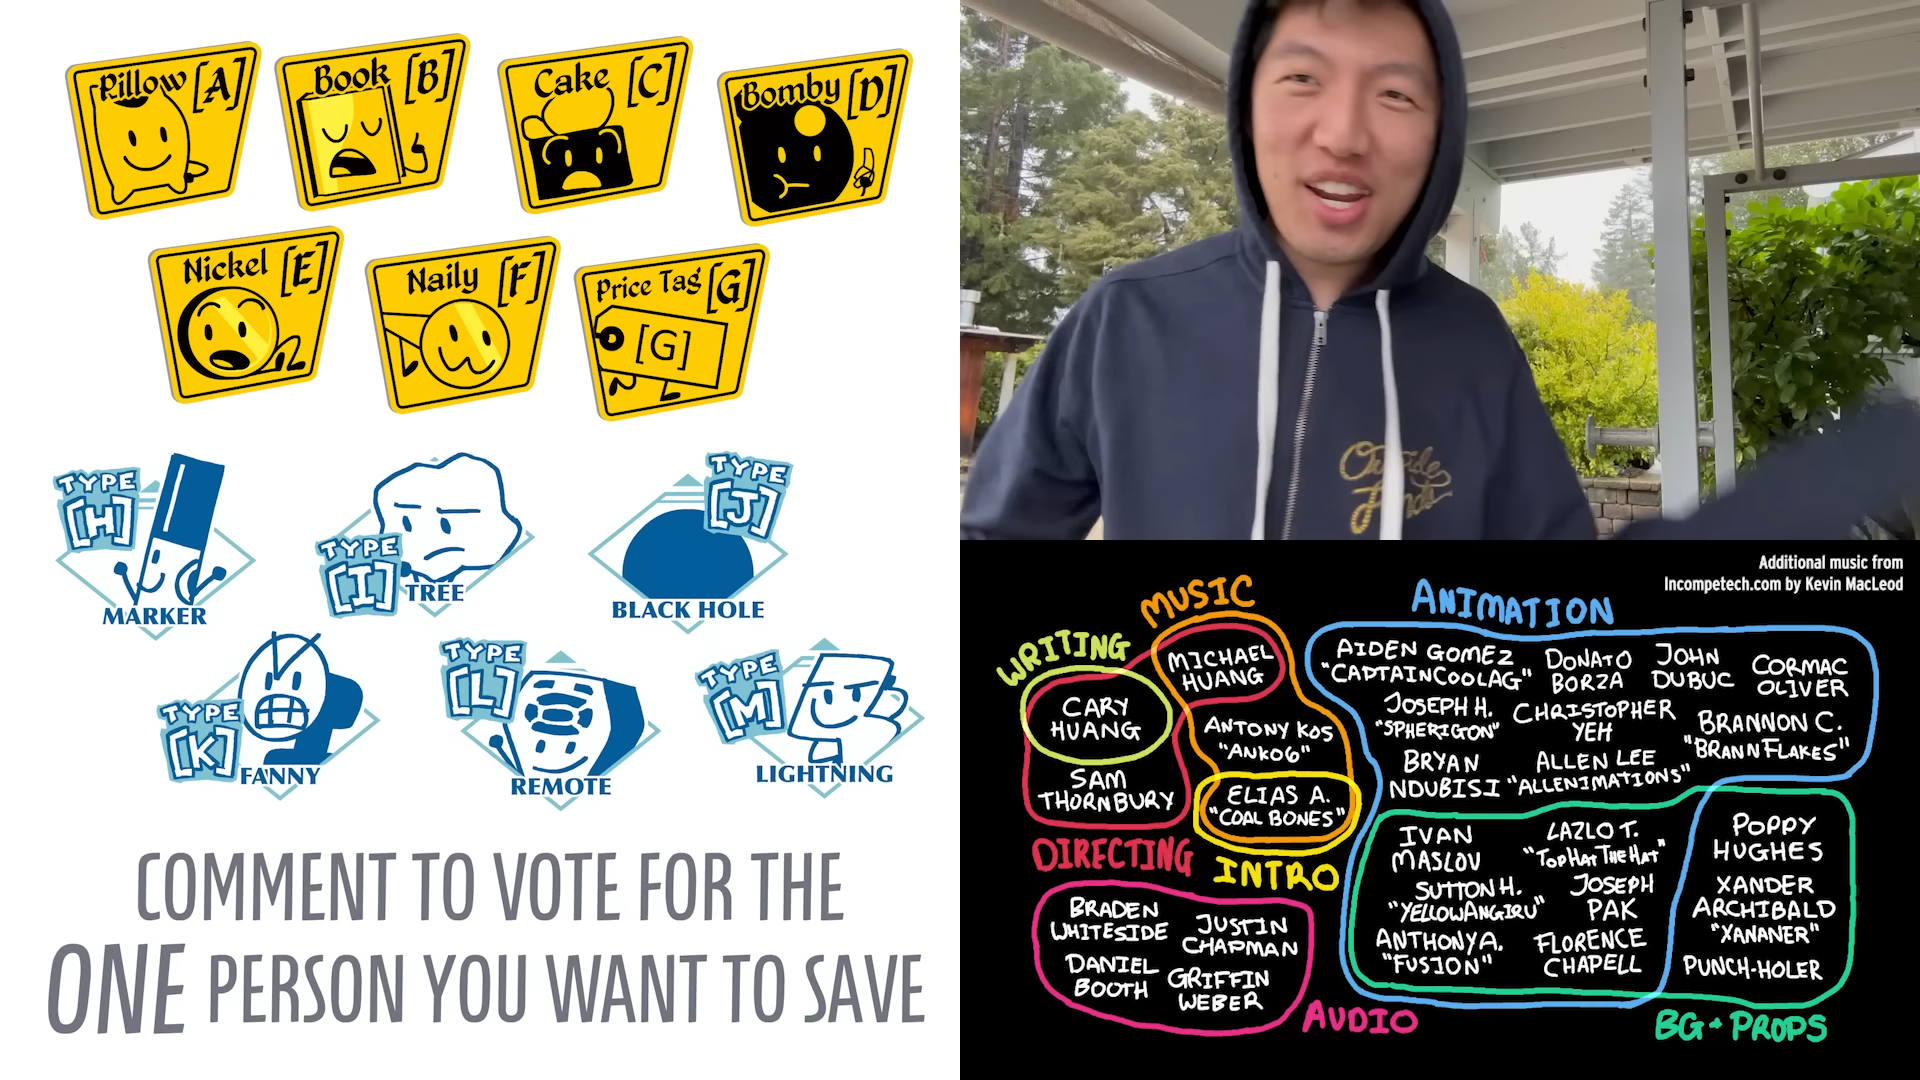 Pillow [A]
Book [B]
Cake [C]
Bomby [D]
Nickel [E]
Naily [F]
Price Tag [G]
[G]
TYPE
[H]
MARKER
TYPE
[I]
TREE
TYPE
[J]
BLACK HOLE
TYPE
[K]
FANNY
TYPE
[L]
REMOTE
TYPE
[M]
LIGHTNING
COMMENT TO VOTE FOR THE
ONE PERSON YOU WANT TO SAVE
Outside
Lands
Additional music from
Incompetech.com by Kevin MacLeod
WRITING
MUSIC
ANIMATION
CARY
HUANG
MICHAEL
HUANG
SAM
THORNBURY
DIRECTING
ANTONY KOS
"ANKOG"
ELIAS A.
"COAL BONES"
INTRO
AIDEN GOMEZ
"CAPTAINCOOLAG"
DONATO
BORZA
JOHN
DUBUC
CORMAC
OLIVER
JOSEPH H.
"SPHERIGON"
CHRISTOPHER
YEH
BRANNON C.
"BRANNFLAKES"
BRYAN
NDUBISI
ALLEN LEE
"ALLENIMATIONS"
IVAN
MASLOV
LAZLO T.
"TopHatTheHat"
POPPY
HUGHES
SUTTON H.
"YELLOWANGIRU"
JOSEPH
PAK
XANDER
ARCHIBALD
"XANANER"
ANTHONY A.
"FUSION"
FLORENCE
CHAPELL
PUNCH-HOLER
BRADEN
WHITESIDE
JUSTIN
CHAPMAN
DANIEL
BOOTH
GRIFFIN
WEBER
AUDIO
BG + PROPS